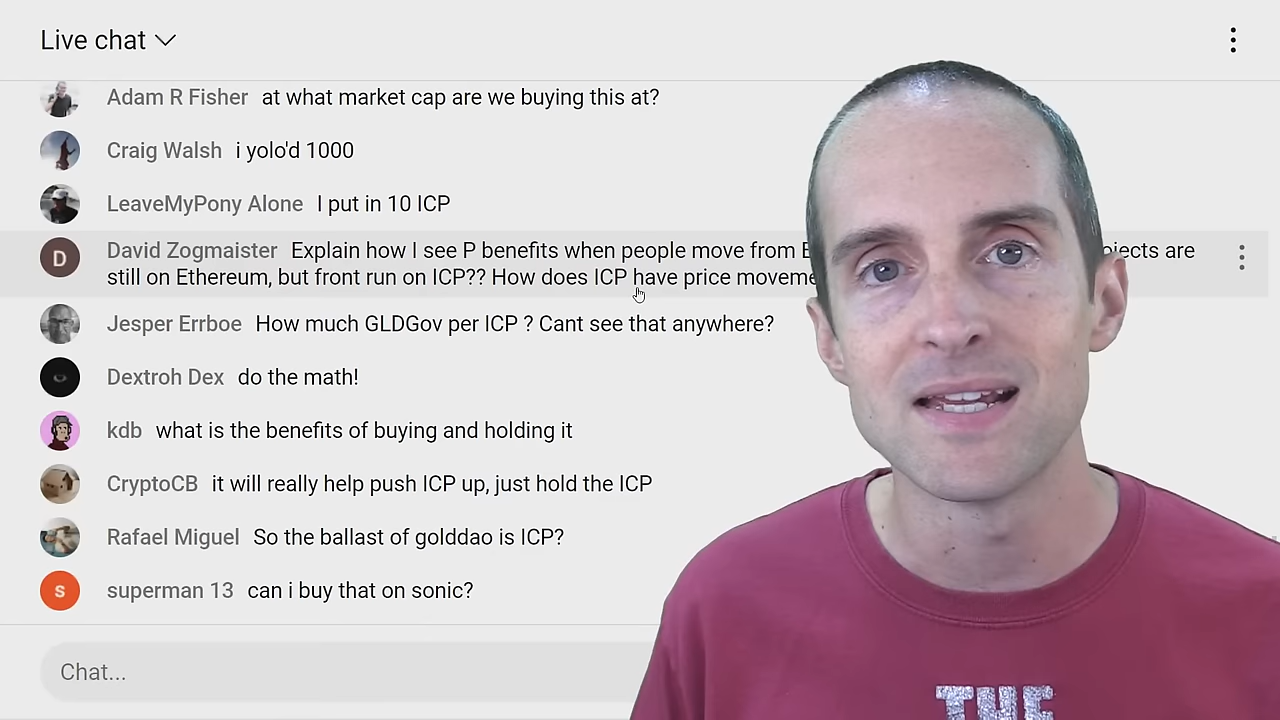 Live chat
Adam R Fisher at what market cap are we buying this at?
Craig Walsh i yolo'd 1000
LeaveMyPony Alone I put in 10 ICP
D David Zogmaister Explain how I see P benefits when people move from are
still on Ethereum, but front run on ICP?? How does ICP have price
Jesper Errboe How much GLDGov per ICP ? Cant see that anywhere?
Dextroh Dex do the math!
kdb what is the benefits of buying and holding it
CryptoCB it will really help push ICP up, just hold the ICP
Rafael Miguel So the ballast of golddao is ICP?
s superman 13 can i buy that on sonic?
Chat...
THE